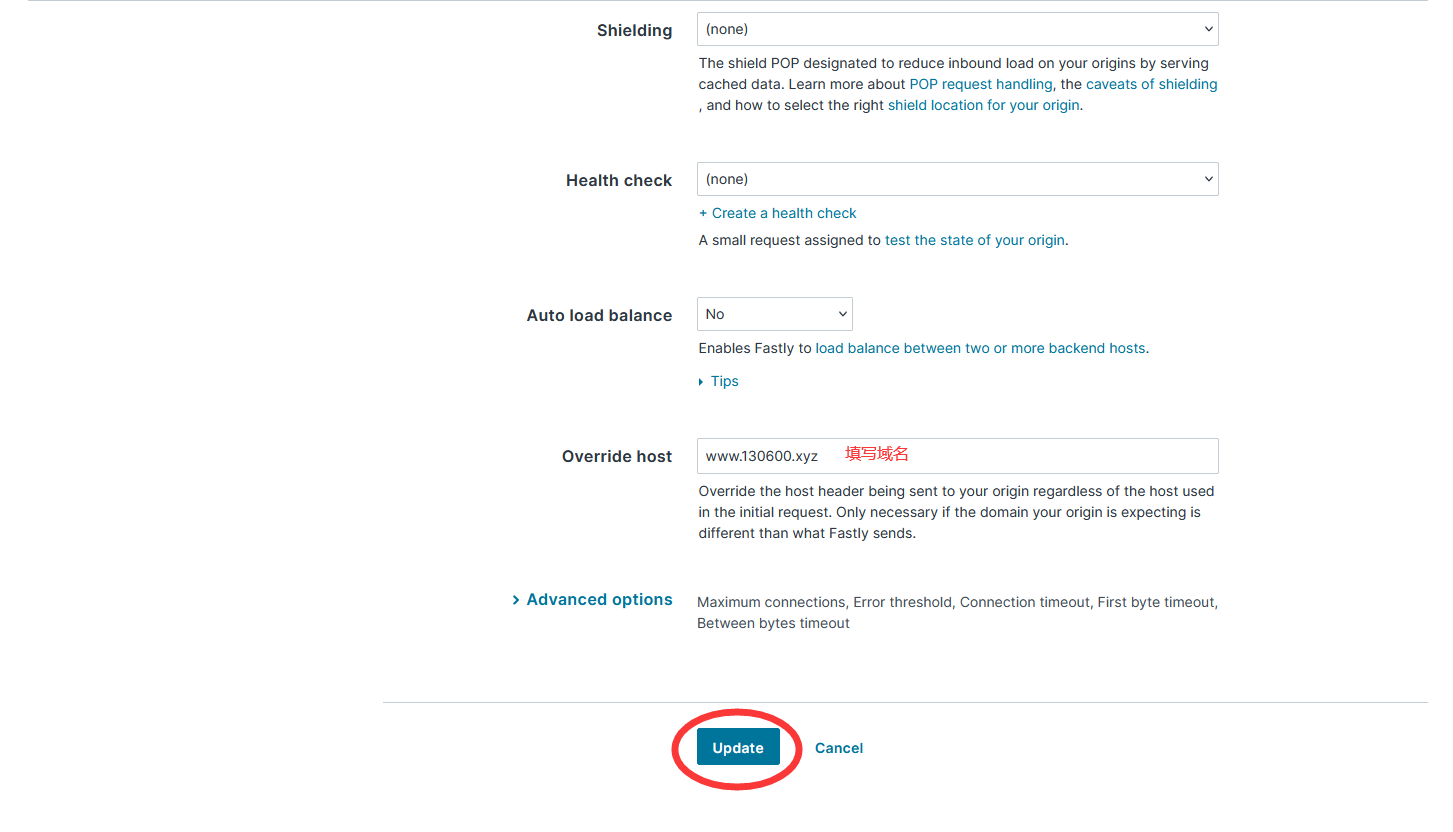 Shielding
(none)
The shield POP designated to reduce inbound load on your origins by serving
cached data. Learn more about POP request handling, the caveats of shielding
, and how to select the right shield location for your origin.
Health check
(none)
+ Create a health check
A small request assigned to test the state of your origin.
Auto load balance
No
Enables Fastly to load balance between two or more backend hosts.
Tips
Override host
www.130600.xyz 填写域名
Override the host header being sent to your origin regardless of the host used
in the initial request. Only necessary if the domain your origin is expecting is
different than what Fastly sends.
Advanced options
Maximum connections, Error threshold, Connection timeout, First byte timeout,
Between bytes timeout
Update Cancel